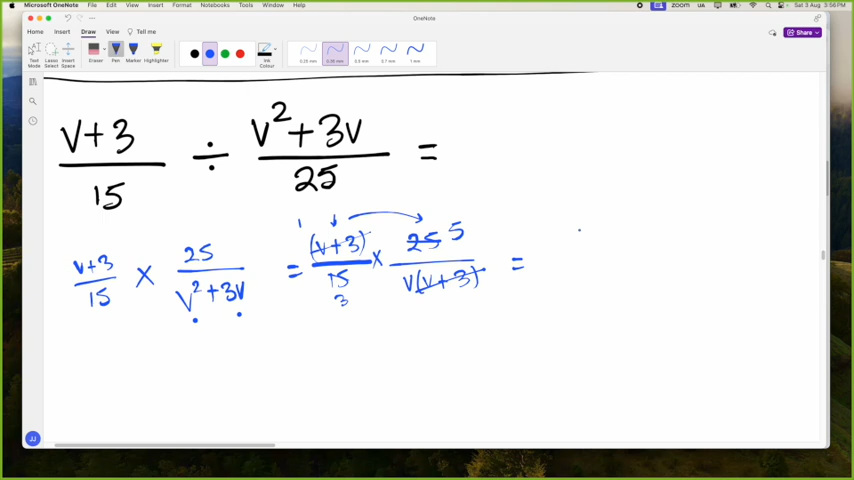 Microsoft OneNote File Edit View Insert Format Notebooks Tools Window Help zoom UA Sat 3 Aug 3:56PM
OneNote
Home Insert Draw View Tell me Share
Text Mode Lasso Select Insert Space Eraser Pen Marker Highlighter Ink Colour 0.25 mm 0.35 mm 0.5 mm 0.7 mm 1 mm
v+3 / 15 ÷ v²+3v / 25 =
v+3 / 15 × 25 / v²+3v = 1 (v+3) / 15 3 × 25 5 / v(v+3) =
JJ